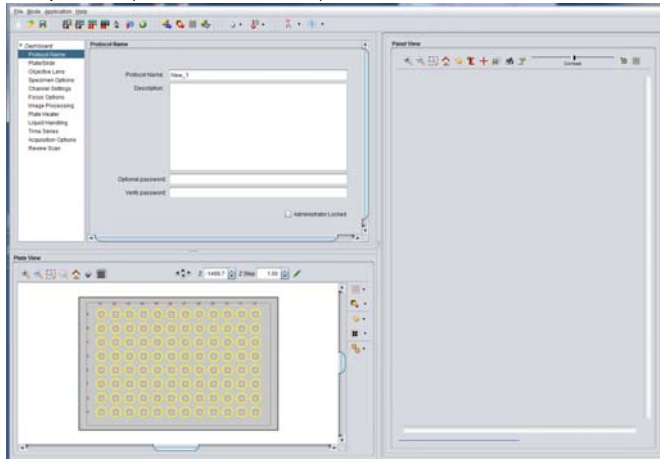 File Mode Application Help
Dashboard
Protocol Name
Plate/Slide
Objective Lens
Specimen Options
Channel Settings
Focus Options
Image Processing
Plate Heater
Liquid Handling
Time Series
Acquisition Options
Review Scan
Protocol Name
Protocol Name: New_1
Description:
Optional password:
Verify password:
Administrator Locked
Panel View
Contrast
Plate View
Z -1469.7 Z Step 1.00